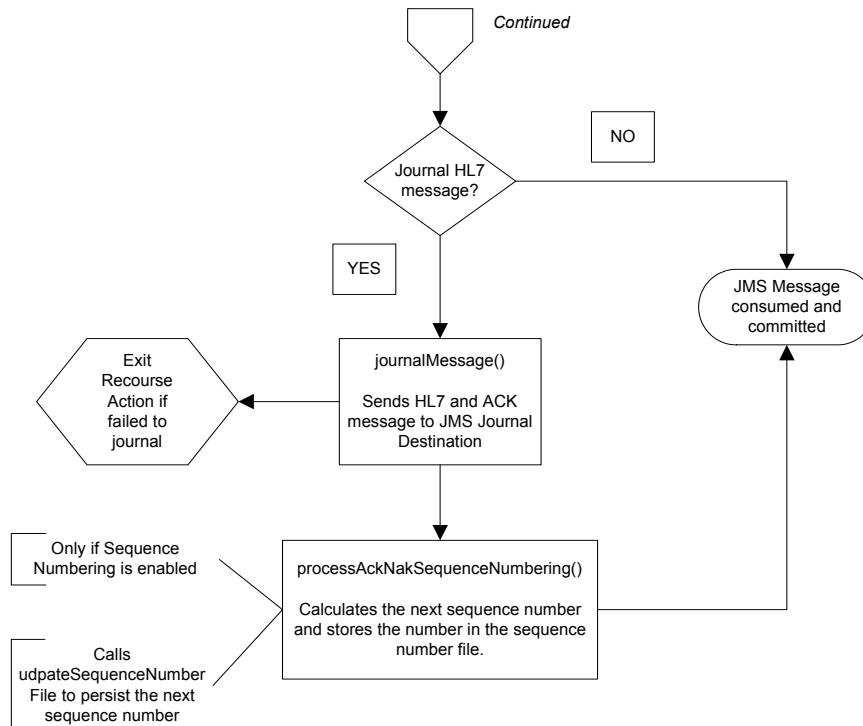 Continued
NO
Journal HL7
message?
YES
JMS Message
consumed and
committed
Exit
Recourse
Action if
failed to
journal
journalMessage()
Sends HL7 and ACK
message to JMS Journal
Destination
Only if Sequence
Numbering is enabled
processAckNakSequenceNumbering()
Calculates the next sequence number
and stores the number in the sequence
number file.
Calls
udpateSequenceNumber
File to persist the next
sequence number